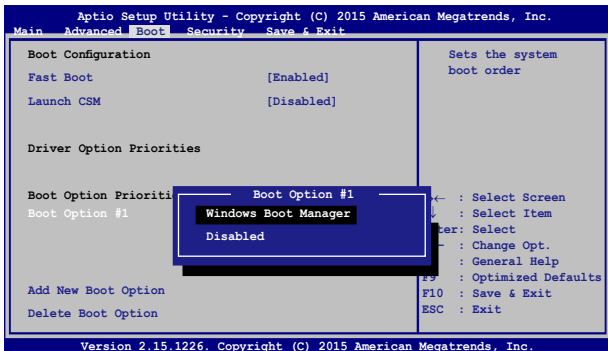 Aptio Setup Utility - Copyright (C) 2015 American Megatrends, Inc.
Main Advanced Boot Security Save & Exit
Boot Configuration
Fast Boot [Enabled]
Launch CSM [Disabled]
Driver Option Priorities
Boot Option Prioriti
Boot Option #1
Add New Boot Option
Delete Boot Option
Boot Option #1
Windows Boot Manager
Disabled
Sets the system
boot order
← : Select Screen
↓ : Select Item
ter: Select
- : Change Opt.
: General Help
F9 : Optimized Defaults
F10 : Save & Exit
ESC : Exit
Version 2.15.1226. Copyright (C) 2015 American Megatrends, Inc.